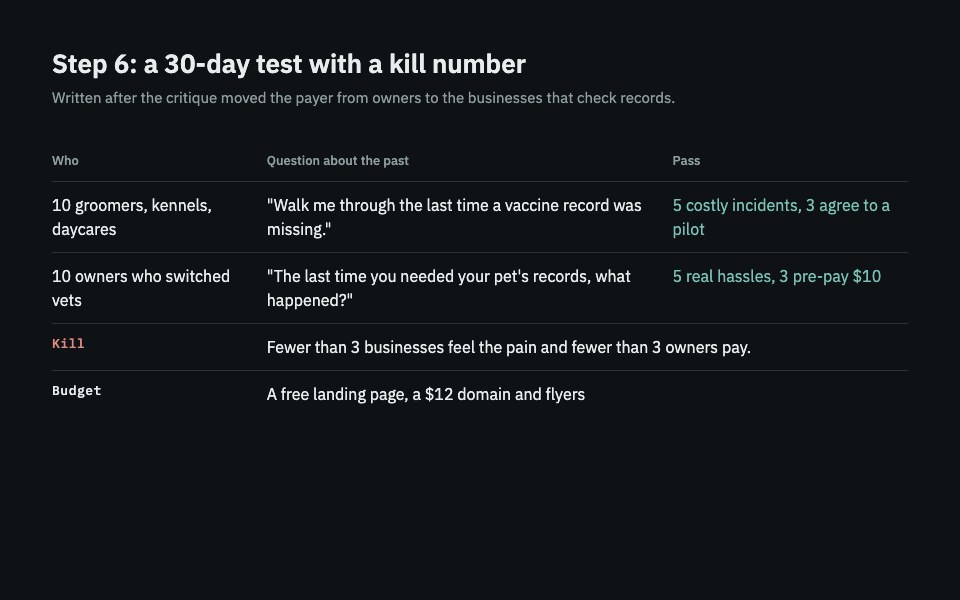 Step 6: a 30-day test with a kill number
Written after the critique moved the payer from owners to the businesses that check records.
Who
Question about the past
Pass
10 groomers, kennels,
daycares
"Walk me through the last time a vaccine record was
missing."
5 costly incidents, 3 agree to a
pilot
10 owners who switched
vets
"The last time you needed your pet's records, what
happened?"
5 real hassles, 3 pre-pay $10
Kill
Fewer than 3 businesses feel the pain and fewer than 3 owners pay.
Budget
A free landing page, a $12 domain and flyers